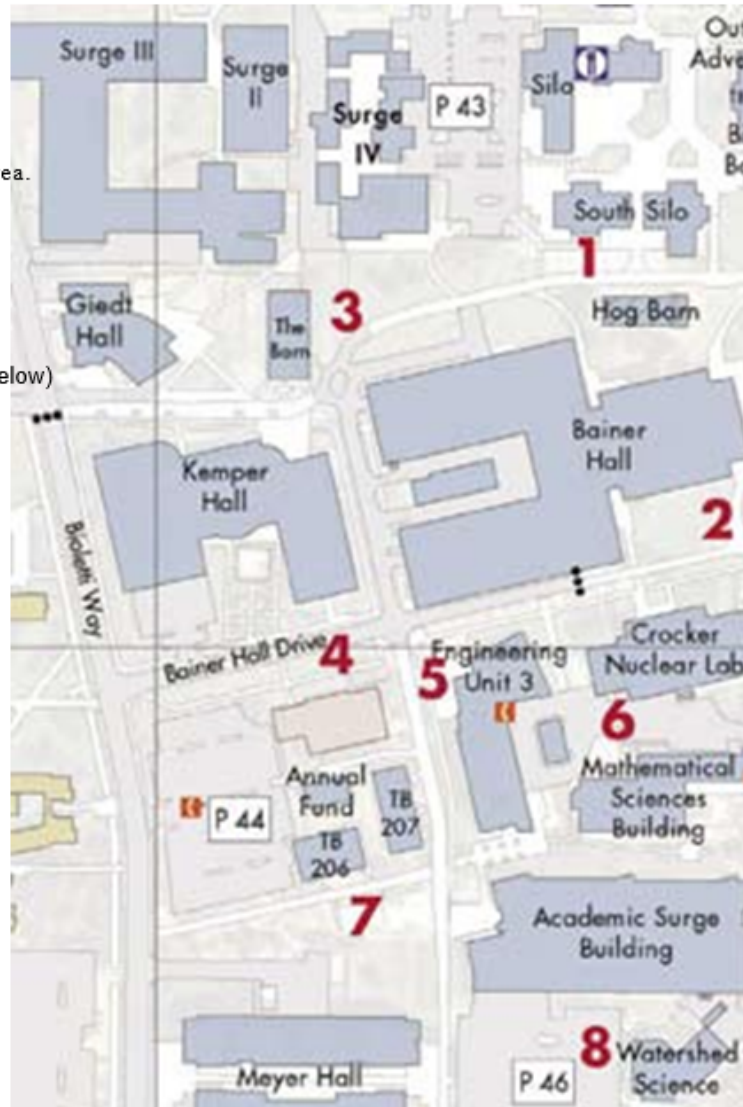 Surge III
Surge
II
Surge
IV
P 43
Silo
Out
Adve
ea.
South Silo
1
Giedt
Hall
The
Barn
3
Hog Barn
elow)
Bainer
Hall
Kemper
Hall
2
Bioletti Way
Bainer Hall Drive
4
5
Engineering
Unit 3
Crocker
Nuclear Lab
6
Annual
Fund
P 44
TB
207
TB
206
Mathematical
Sciences
Building
7
Academic Surge
Building
8
Watershed
Science
Meyer Hall
P 46